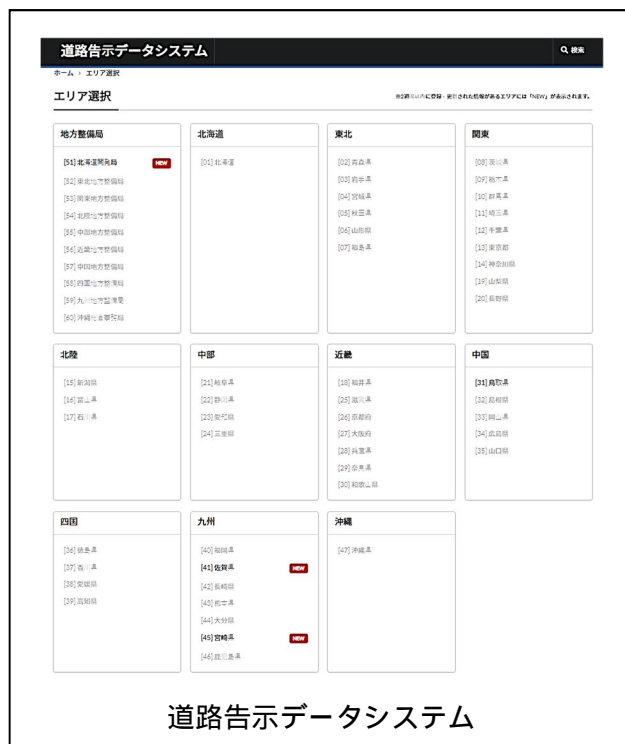 道路告示データシステム
検索
ホーム › エリア選択
エリア選択
※2週間以内に登録・更新された情報があるエリアには「NEW」が表示されます。
地方整備局
[51] 北海道開発局 NEW
[52] 東北地方整備局
[53] 関東地方整備局
[54] 北陸地方整備局
[55] 中部地方整備局
[56] 近畿地方整備局
[57] 中国地方整備局
[58] 四国地方整備局
[59] 九州地方整備局
[60] 沖縄総合事務局
北海道
[01] 北海道
東北
[02] 青森県
[03] 岩手県
[04] 宮城県
[05] 秋田県
[06] 山形県
[07] 福島県
関東
[08] 茨城県
[09] 栃木県
[10] 群馬県
[11] 埼玉県
[12] 千葉県
[13] 東京都
[14] 神奈川県
[19] 山梨県
[20] 長野県
北陸
[15] 新潟県
[16] 富山県
[17] 石川県
中部
[21] 岐阜県
[22] 静岡県
[23] 愛知県
[24] 三重県
近畿
[18] 福井県
[25] 滋賀県
[26] 京都府
[27] 大阪府
[28] 兵庫県
[29] 奈良県
[30] 和歌山県
中国
[31] 鳥取県
[32] 島根県
[33] 岡山県
[34] 広島県
[35] 山口県
四国
[36] 徳島県
[37] 香川県
[38] 愛媛県
[39] 高知県
九州
[40] 福岡県
[41] 佐賀県 NEW
[42] 長崎県
[43] 熊本県
[44] 大分県
[45] 宮崎県 NEW
[46] 鹿児島県
沖縄
[47] 沖縄県
道路告示データシステム